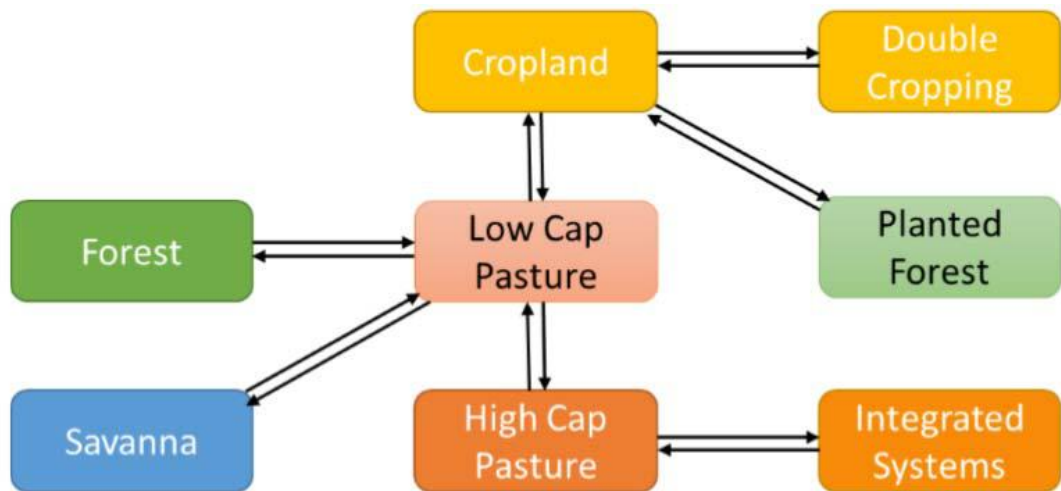 Cropland
Double
Cropping
Forest
Low Cap
Pasture
Planted
Forest
Savanna
High Cap
Pasture
Integrated
Systems